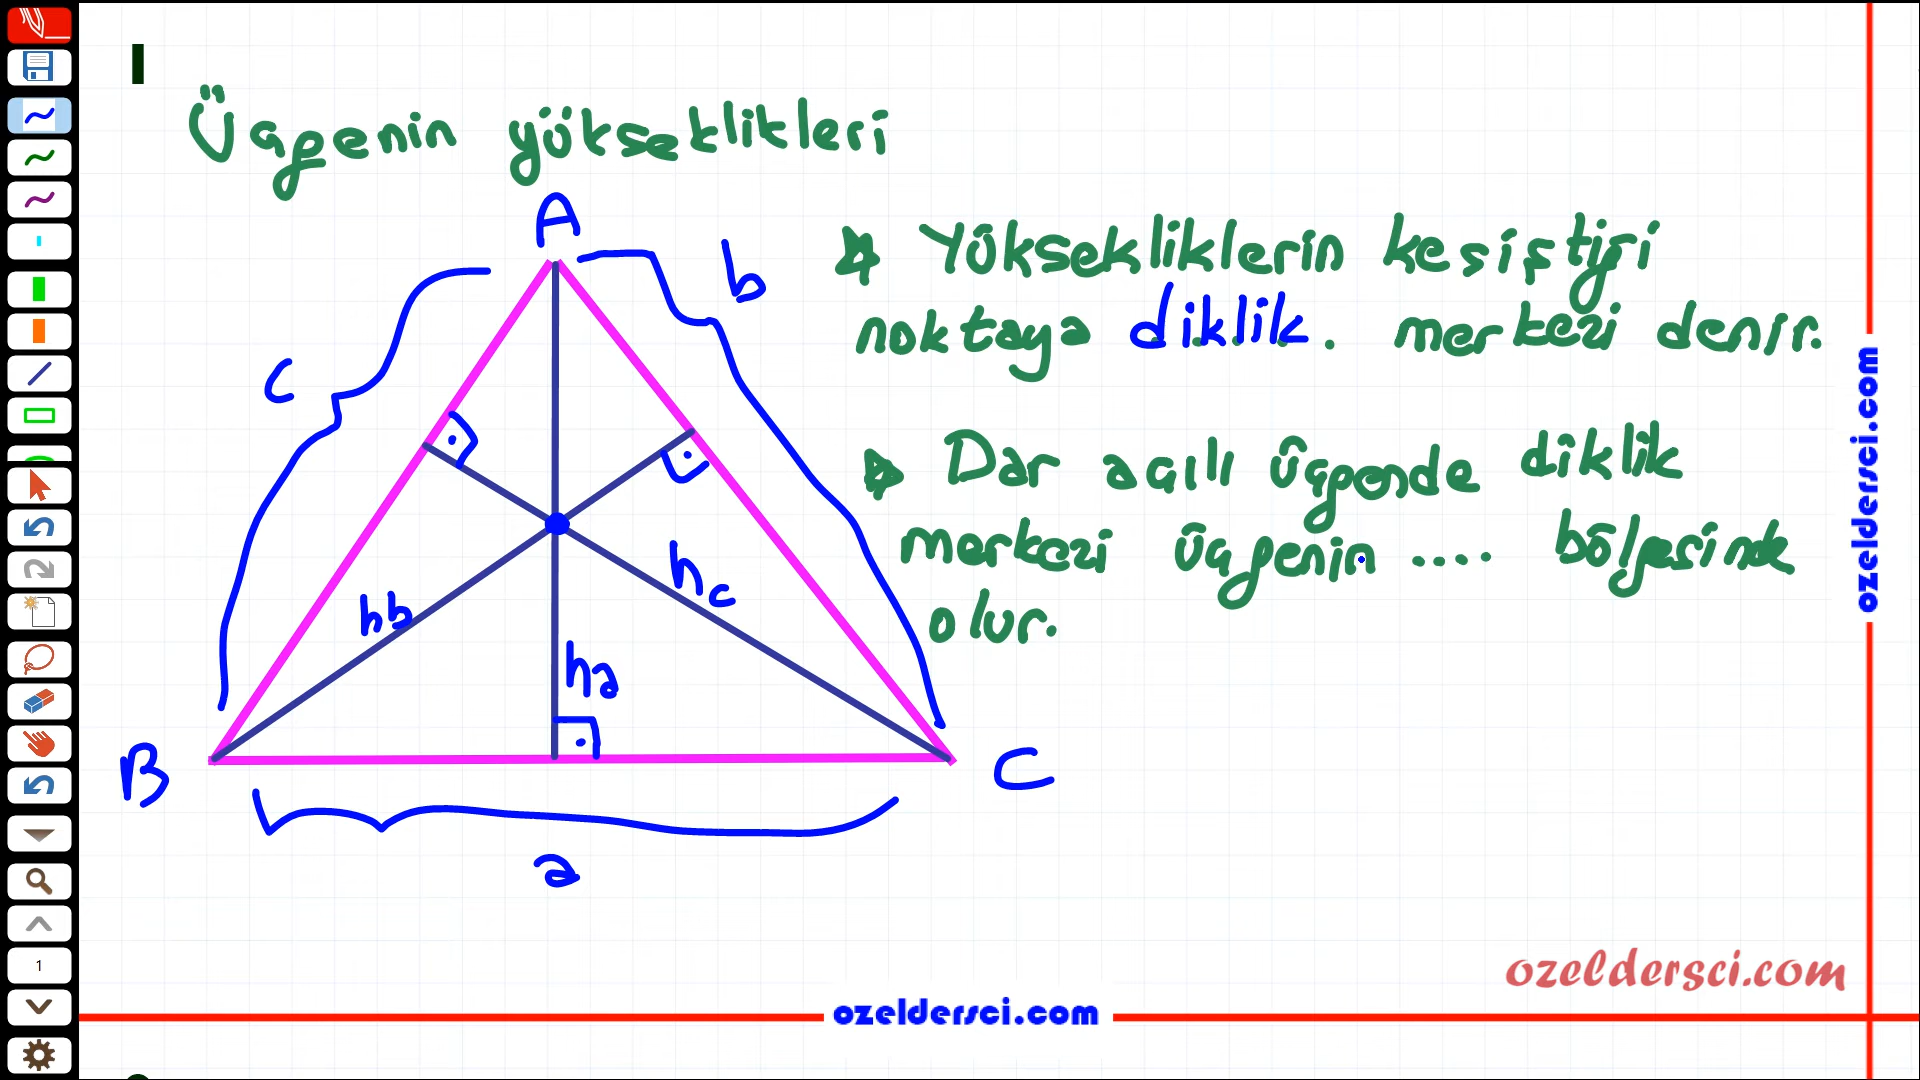 Üçgenin yükseklikleri
A
b
c
Yüksekliklerin kesiştiği
noktaya diklik. merkezi denir.
Dar açılı üçgende diklik
merkezi üçgenin .... bölgesinde
olur.
hb
hc
ha
B
C
a
1
ozeldersci.com
ozeldersci.com
ozeldersci.com